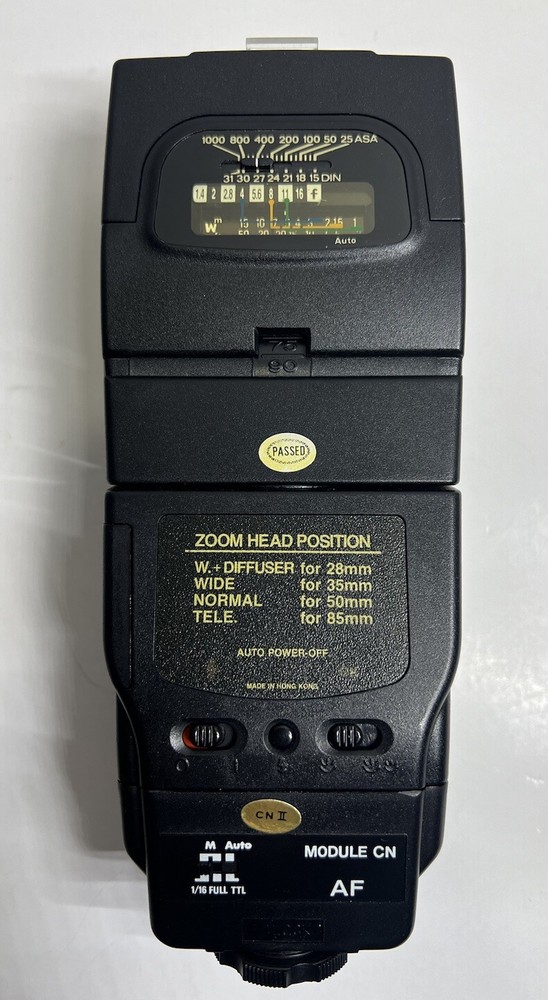 1000 800 400 200 100 50 25 ASA
31 30 27 24 21 18 15 DIN
1.4 2 2.8 4 5.6 8 11 16 f
m
W.
Auto
75
90
PASSED
ZOOM HEAD POSITION
W.+DIFFUSER for 28mm
WIDE for 35mm
NORMAL for 50mm
TELE. for 85mm
AUTO POWER-OFF
MADE IN HONG KONG
O I
CN II
M Auto
MODULE CN
1/16 FULL TTL
AF